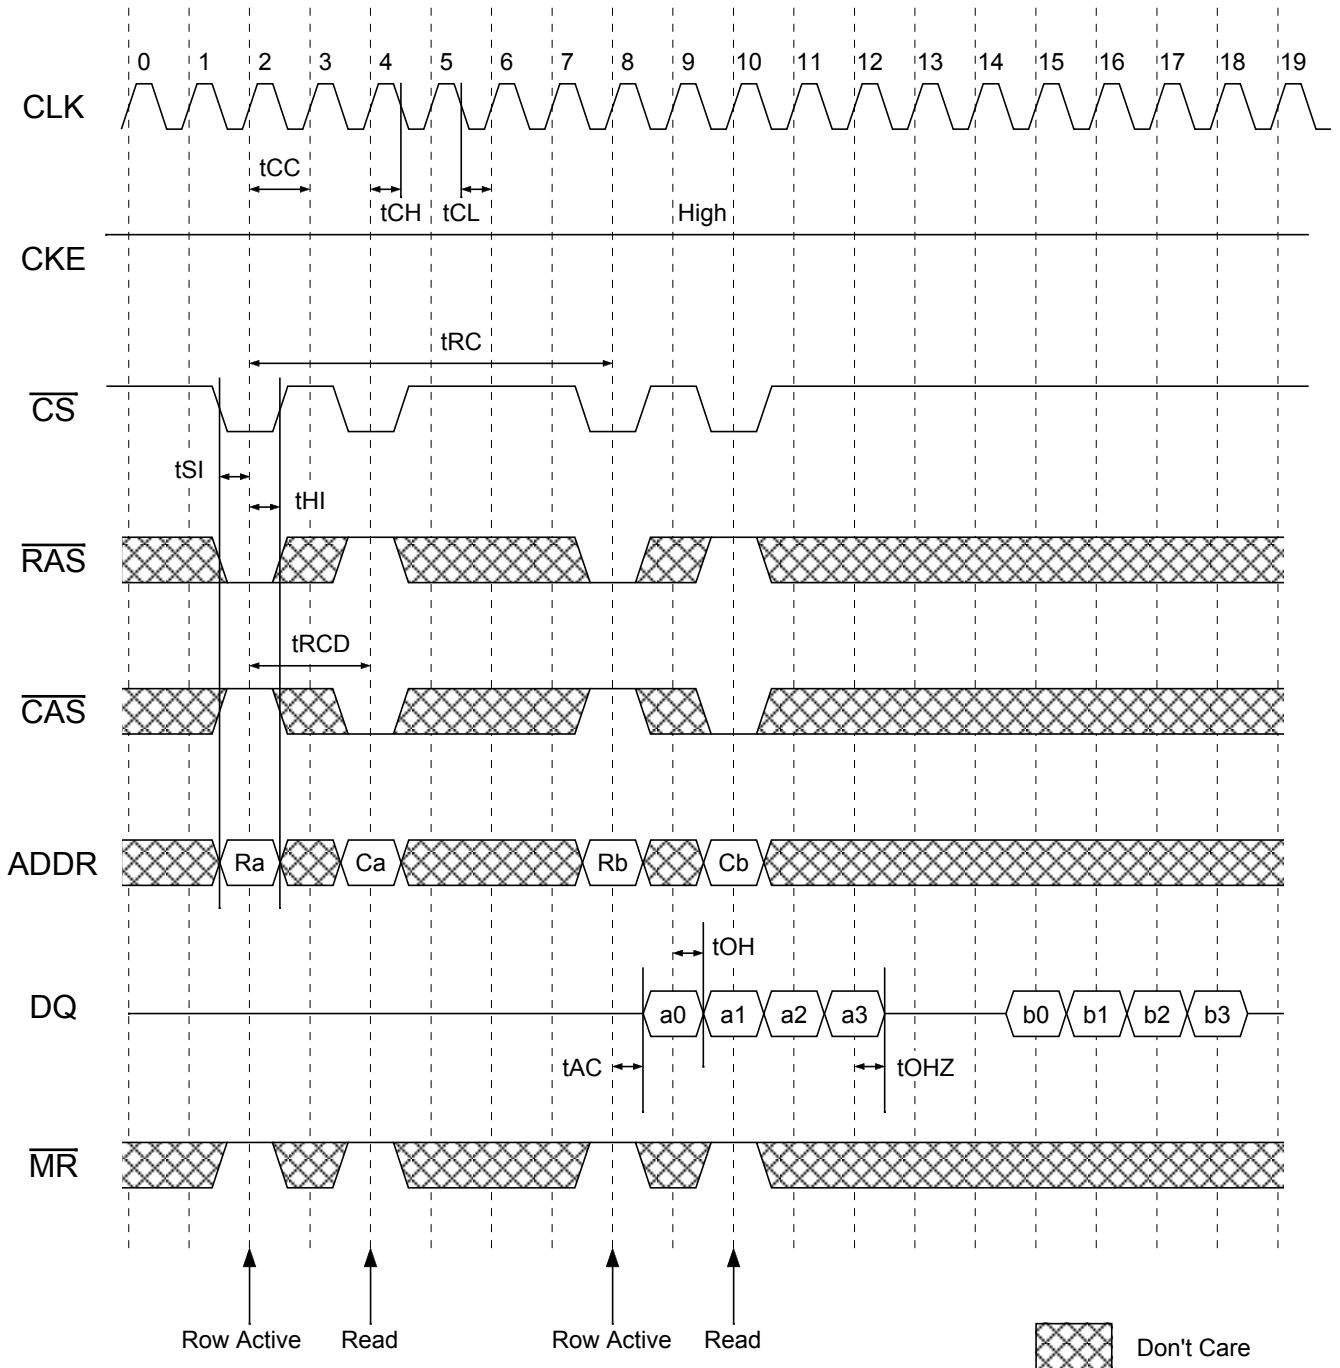 0 1 2 3 4 5 6 7 8 9 10 11 12 13 14 15 16 17 18 19
CLK
tCC
tCH tCL High
CKE
tRC
CS
tSI
tHI
RAS
tRCD
CAS
ADDR Ra Ca Rb Cb
tOH
DQ a0 a1 a2 a3 b0 b1 b2 b3
tAC tOHZ
MR
Row Active Read Row Active Read
Don't Care